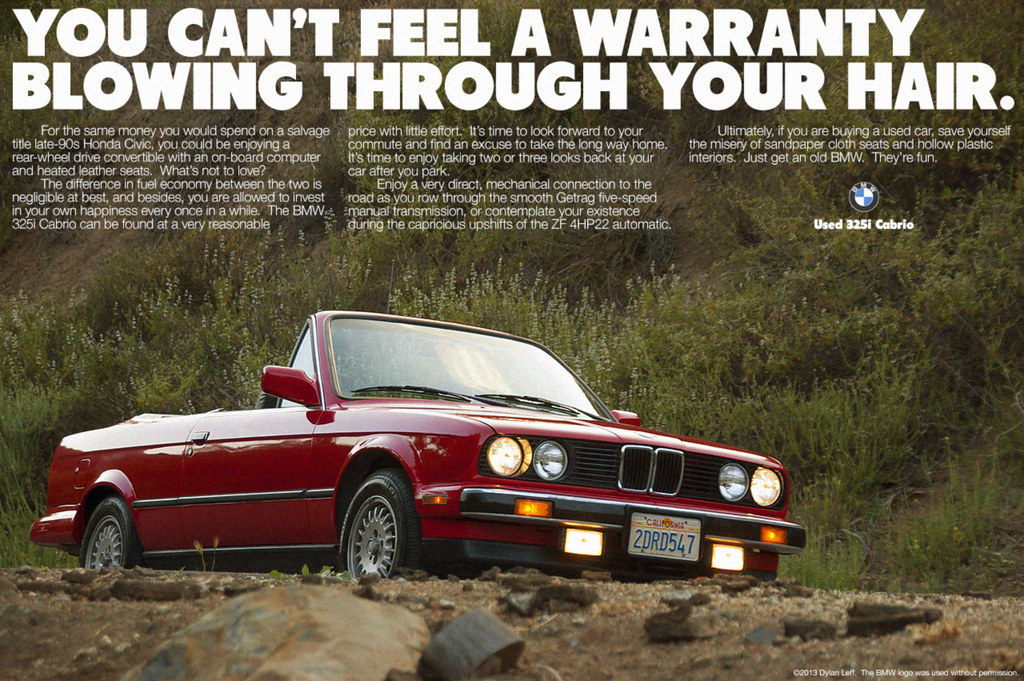 YOU CAN'T FEEL A WARRANTY
BLOWING THROUGH YOUR HAIR.
For the same money you would spend on a salvage
title late-90s Honda Civic, you could be enjoying a
rear-wheel drive convertible with an on-board computer
and heated leather seats. What's not to love?
The difference in fuel economy between the two is
negligible at best, and besides, you are allowed to invest
in your own happiness every once in a while. The BMW
325i Cabrio can be found at a very reasonable
price with little effort. It's time to look forward to your
commute and find an excuse to take the long way home.
It's time to enjoy taking two or three looks back at your
car after you park.
Enjoy a very direct, mechanical connection to the
road as you row through the smooth Getrag five-speed
manual transmission, or contemplate your existence
during the capricious upshifts of the ZF 4HP22 automatic.
Ultimately, if you are buying a used car, save yourself
the misery of sandpaper cloth seats and hollow plastic
interiors. Just get an old BMW. They're fun.
BMW
Used 325i Cabrio
CALIFORNIA
2DRD547
©2013 Dylan Leff. The BMW logo was used without permission.